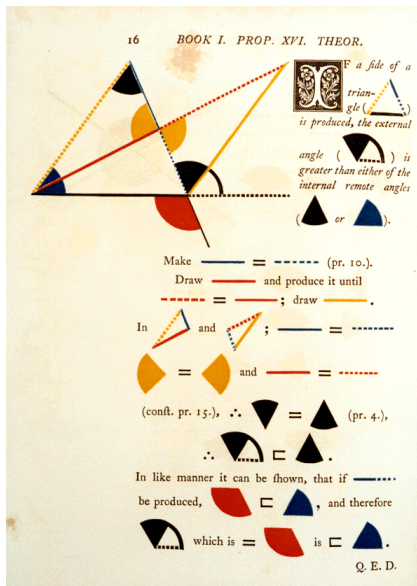 16 BOOK I. PROP. XVI. THEOR.
IF a ſide of a
trian-
gle ( )
is produced, the external
angle ( ) is
greater than either of the
internal remote angles
( or ).
Make = (pr. 10.).
Draw and produce it until
= ; draw .
In and ; =
= and =
(conſt. pr. 15.), ∴ = (pr. 4.),
∴ ⊏ .
In like manner it can be ſhown, that if
be produced, ⊏ , and therefore
which is = is ⊏ .
Q. E. D.